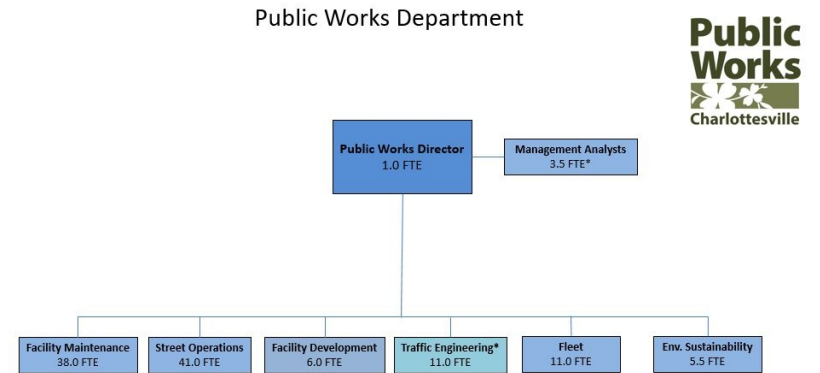 Public Works Department
Public
Works
Charlottesville
Public Works Director
1.0 FTE
Management Analysts
3.5 FTE*
Facility Maintenance
38.0 FTE
Street Operations
41.0 FTE
Facility Development
6.0 FTE
Traffic Engineering*
11.0 FTE
Fleet
11.0 FTE
Env. Sustainability
5.5 FTE